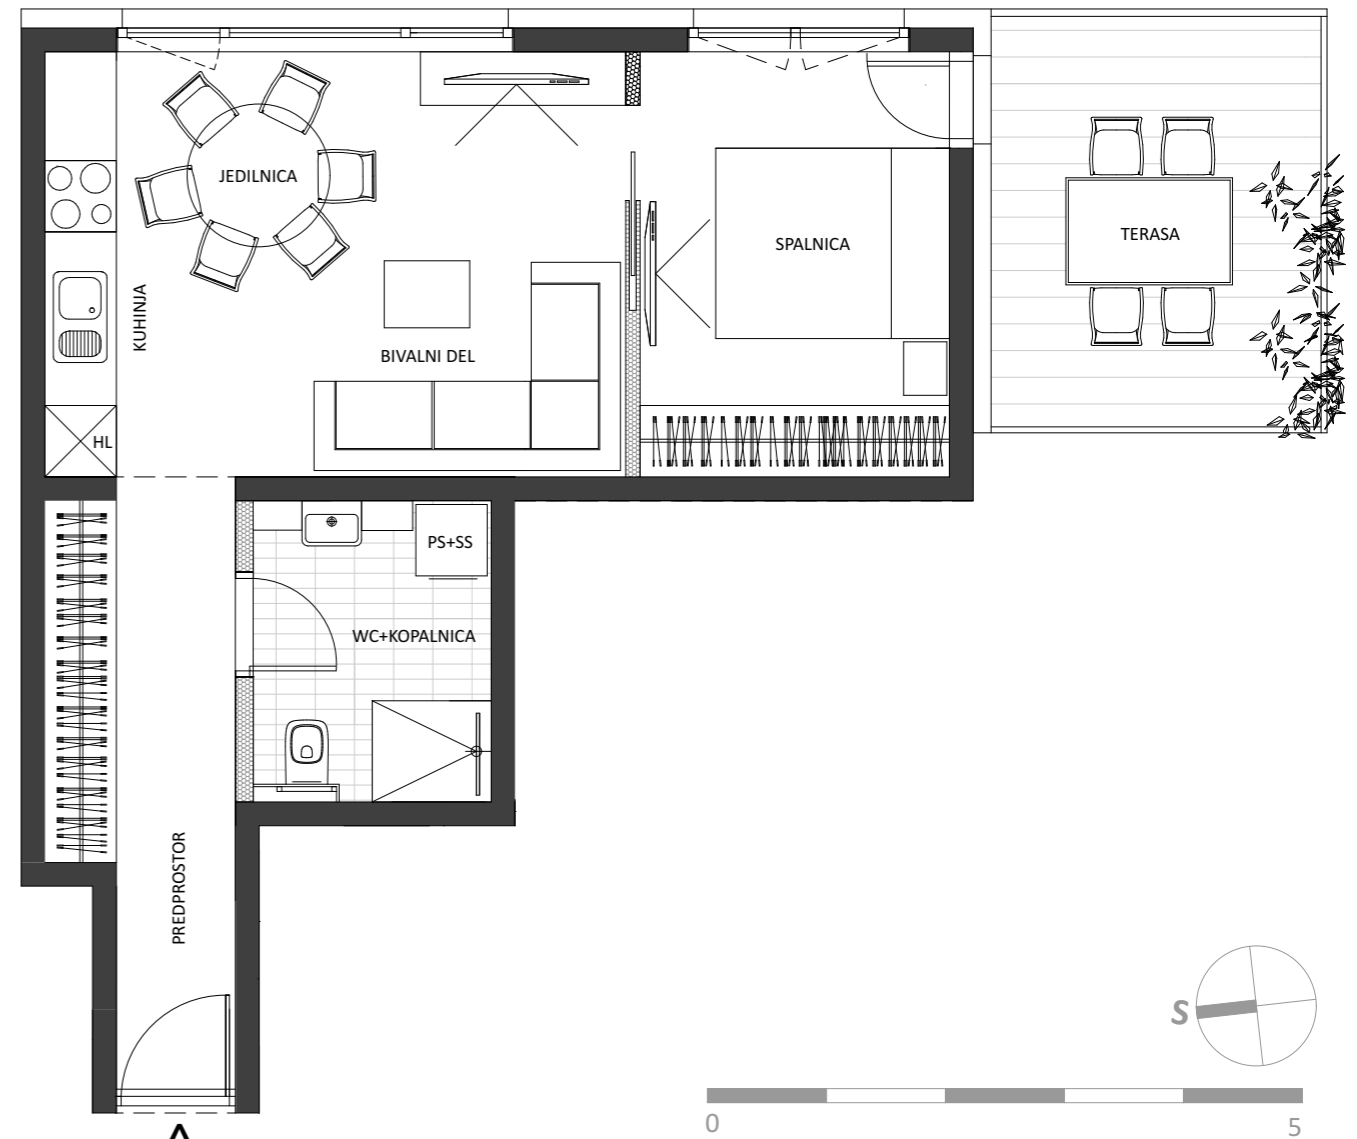 JEDILNICA
SPALNICA
TERASA
KUHINJA
BIVALNI DEL
HL
PS+SS
WC+KOPALNICA
PREDPROSTOR
S
0
5